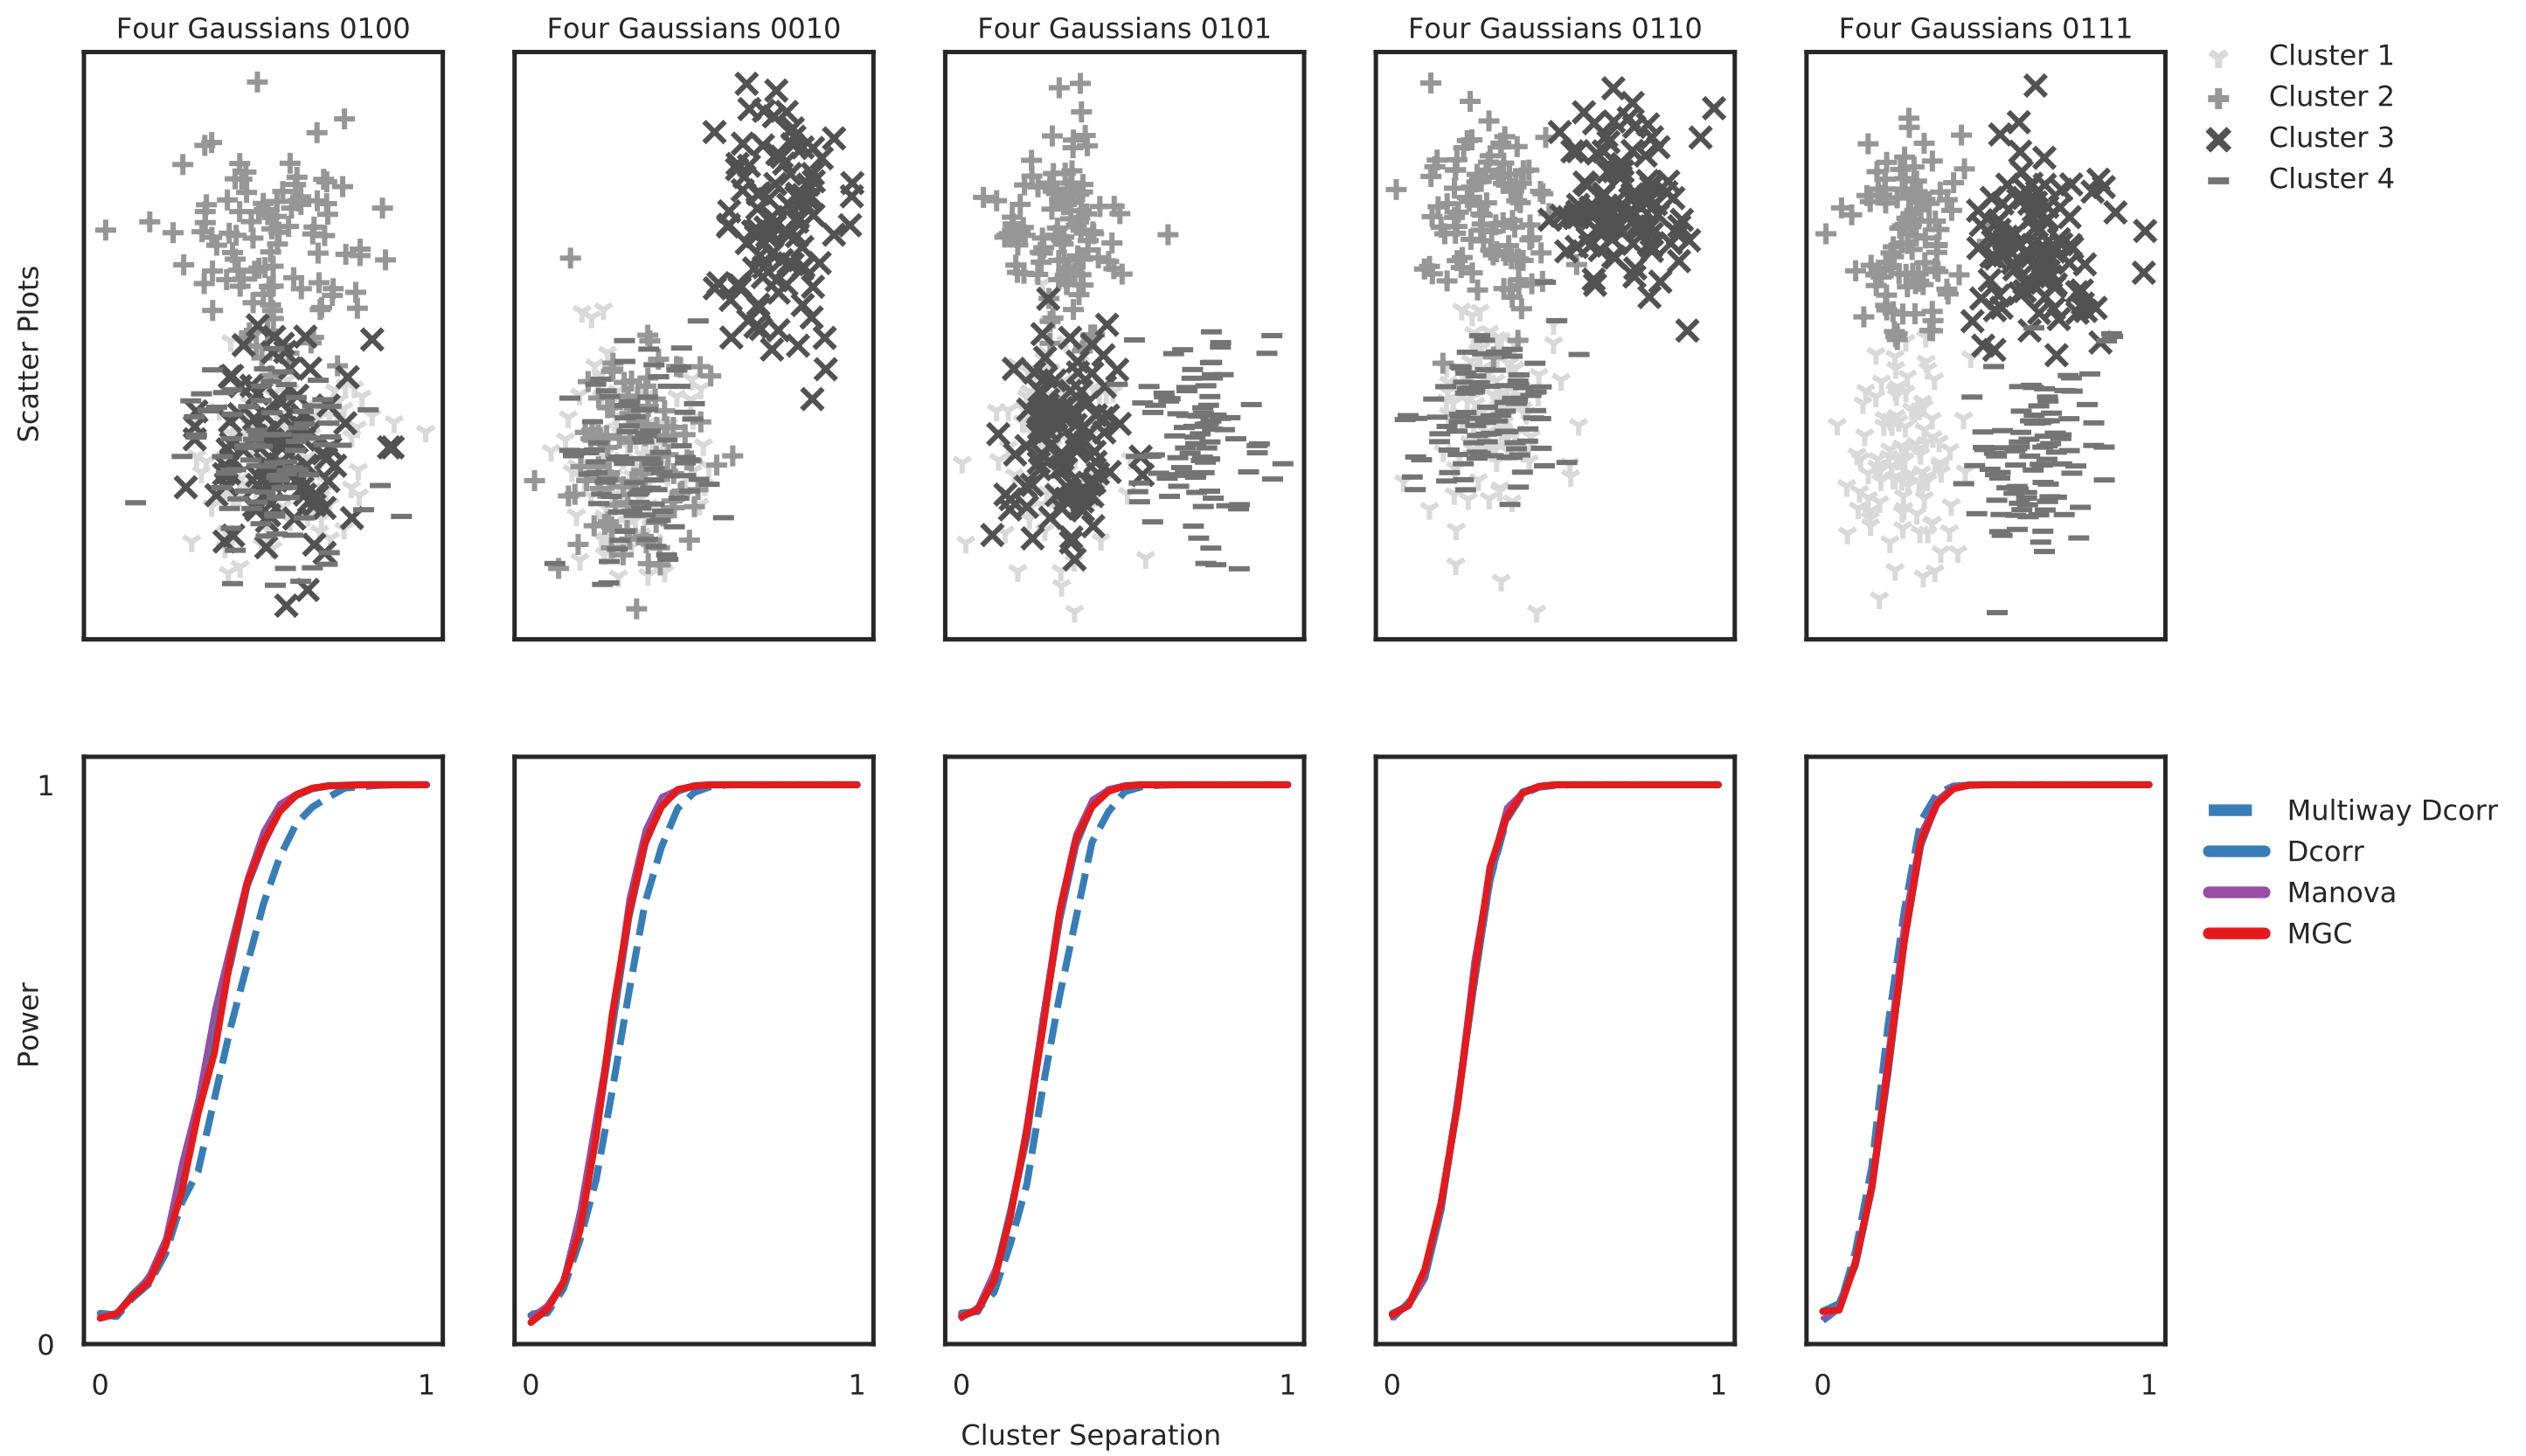 Four Gaussians 0100
Four Gaussians 0010
Four Gaussians 0101
Four Gaussians 0110
Four Gaussians 0111
Cluster 1
Cluster 2
Cluster 3
Cluster 4
Scatter Plots
Multiway Dcorr
Dcorr
Manova
MGC
Power
1
0
0 1
0 1
0 1
0 1
0 1
Cluster Separation